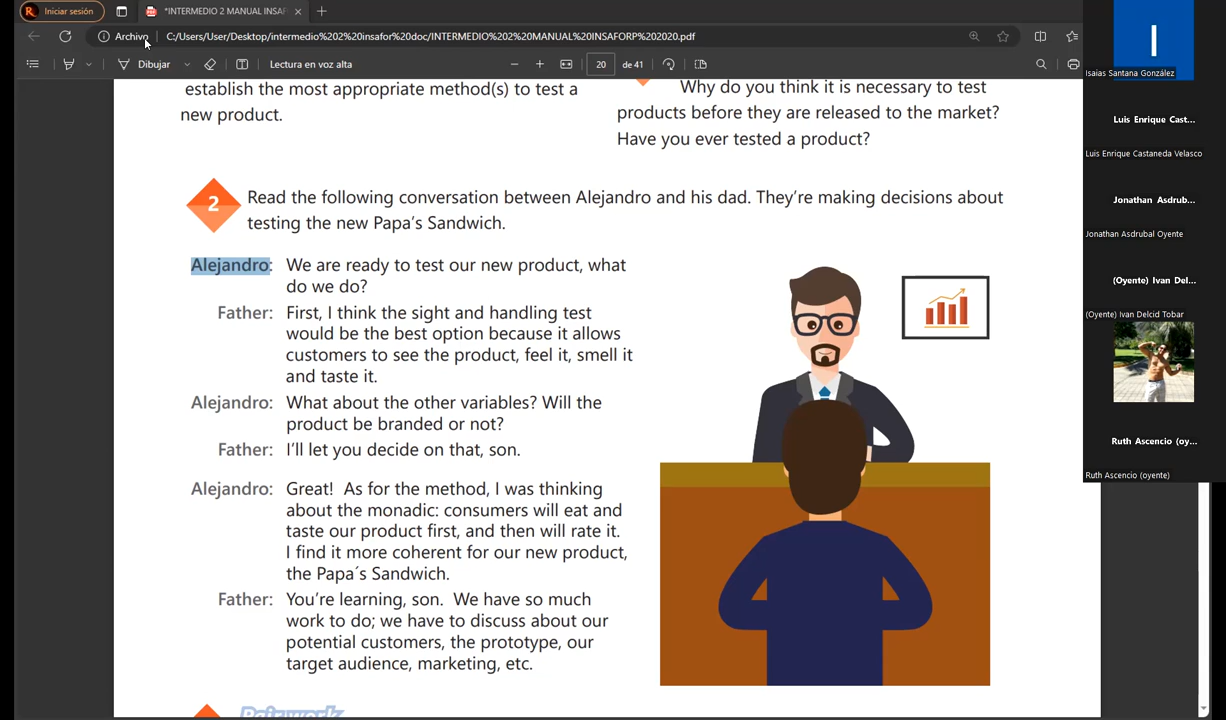 Iniciar sesión
*INTERMEDIO 2 MANUAL INSAF
Archivo
C:/Users/User/Desktop/intermedio%202%20insafor%20doc/INTERMEDIO%202%20MANUAL%20INSAFORP%202020.pdf
Dibujar
Lectura en voz alta
20 de 41
establish the most appropriate method(s) to test a
new product.
Why do you think it is necessary to test
products before they are released to the market?
Have you ever tested a product?
2
Read the following conversation between Alejandro and his dad. They're making decisions about
testing the new Papa's Sandwich.
Alejandro: We are ready to test our new product, what
do we do?
Father: First, I think the sight and handling test
would be the best option because it allows
customers to see the product, feel it, smell it
and taste it.
Alejandro: What about the other variables? Will the
product be branded or not?
Father: I'll let you decide on that, son.
Alejandro: Great! As for the method, I was thinking
about the monadic: consumers will eat and
taste our product first, and then will rate it.
I find it more coherent for our new product,
the Papa´s Sandwich.
Father: You're learning, son. We have so much
work to do; we have to discuss about our
potential customers, the prototype, our
target audience, marketing, etc.
Pairwork
I
Isaias Santana González
Luis Enrique Cast...
Luis Enrique Castaneda Velasco
Jonathan Asdrub...
Jonathan Asdrubal Oyente
(Oyente) Ivan Del...
(Oyente) Ivan Delcid Tobar
Ruth Ascencio (oy...
Ruth Ascencio (oyente)